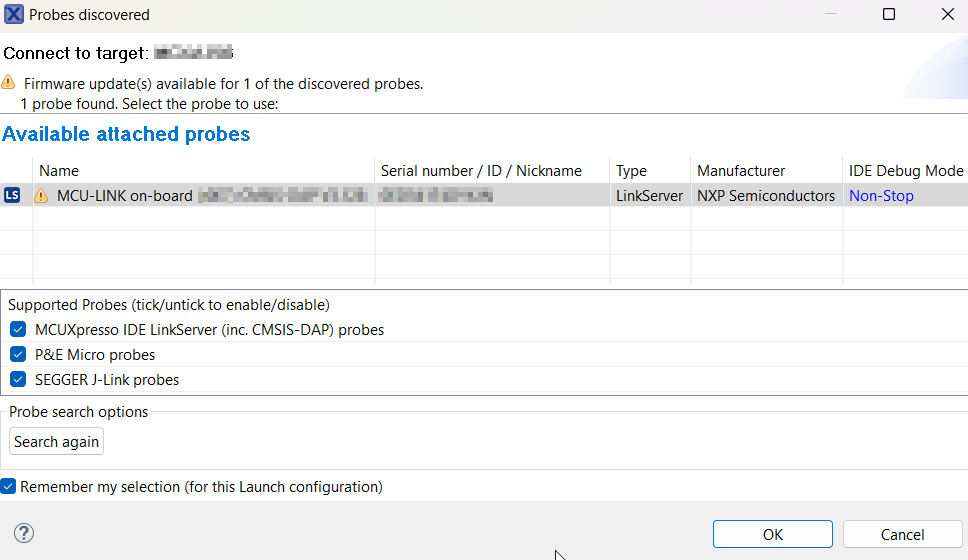 Probes discovered
Connect to target:
Firmware update(s) available for 1 of the discovered probes.
1 probe found. Select the probe to use:
Available attached probes
Name Serial number / ID / Nickname Type Manufacturer IDE Debug Mode
LS MCU-LINK on-board LinkServer NXP Semiconductors Non-Stop
Supported Probes (tick/untick to enable/disable)
MCUXpresso IDE LinkServer (inc. CMSIS-DAP) probes
P&E Micro probes
SEGGER J-Link probes
Probe search options
Search again
Remember my selection (for this Launch configuration)
OK Cancel